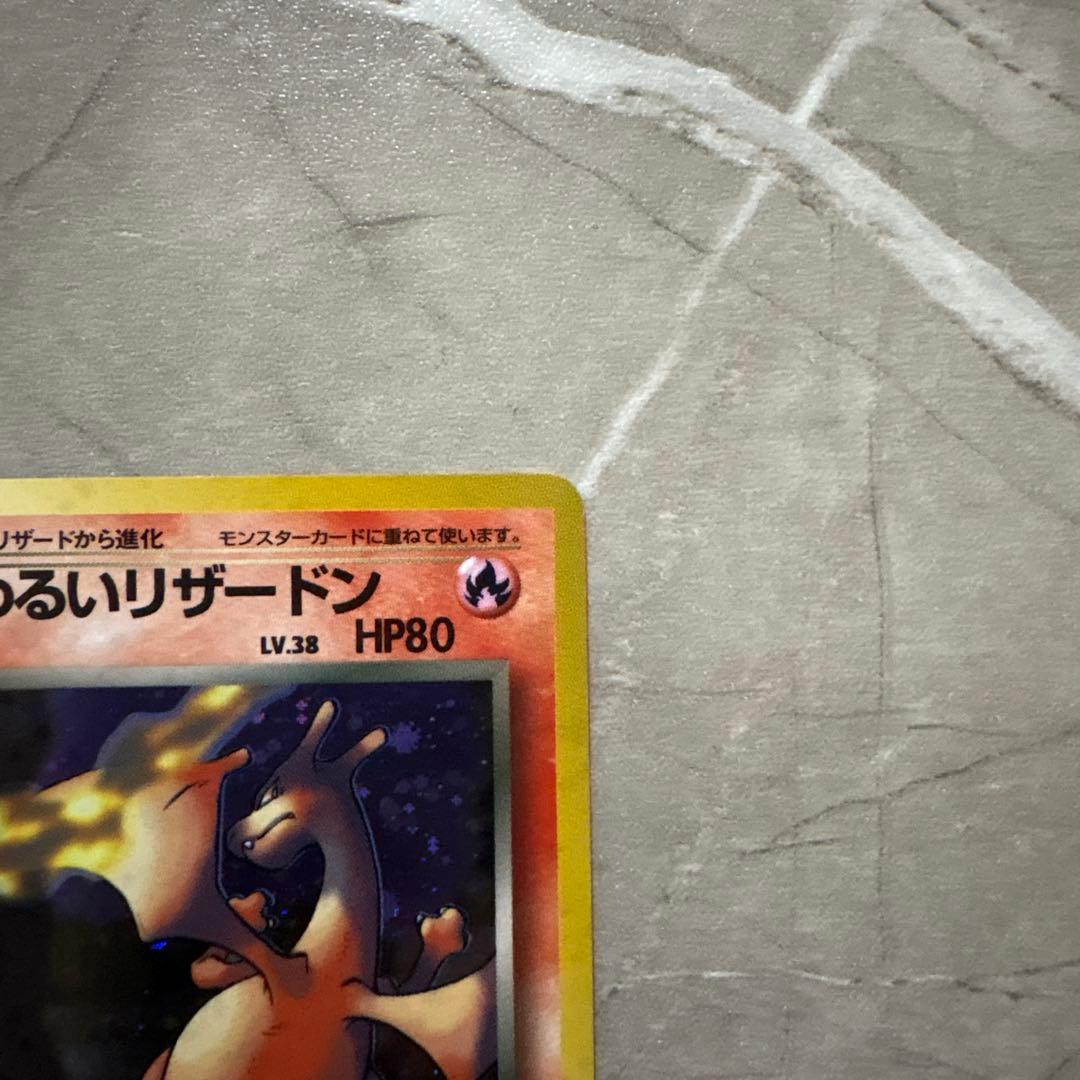 リザードから進化 モンスターカードに重ねて使います。
わるいリザードン
LV.38 HP80